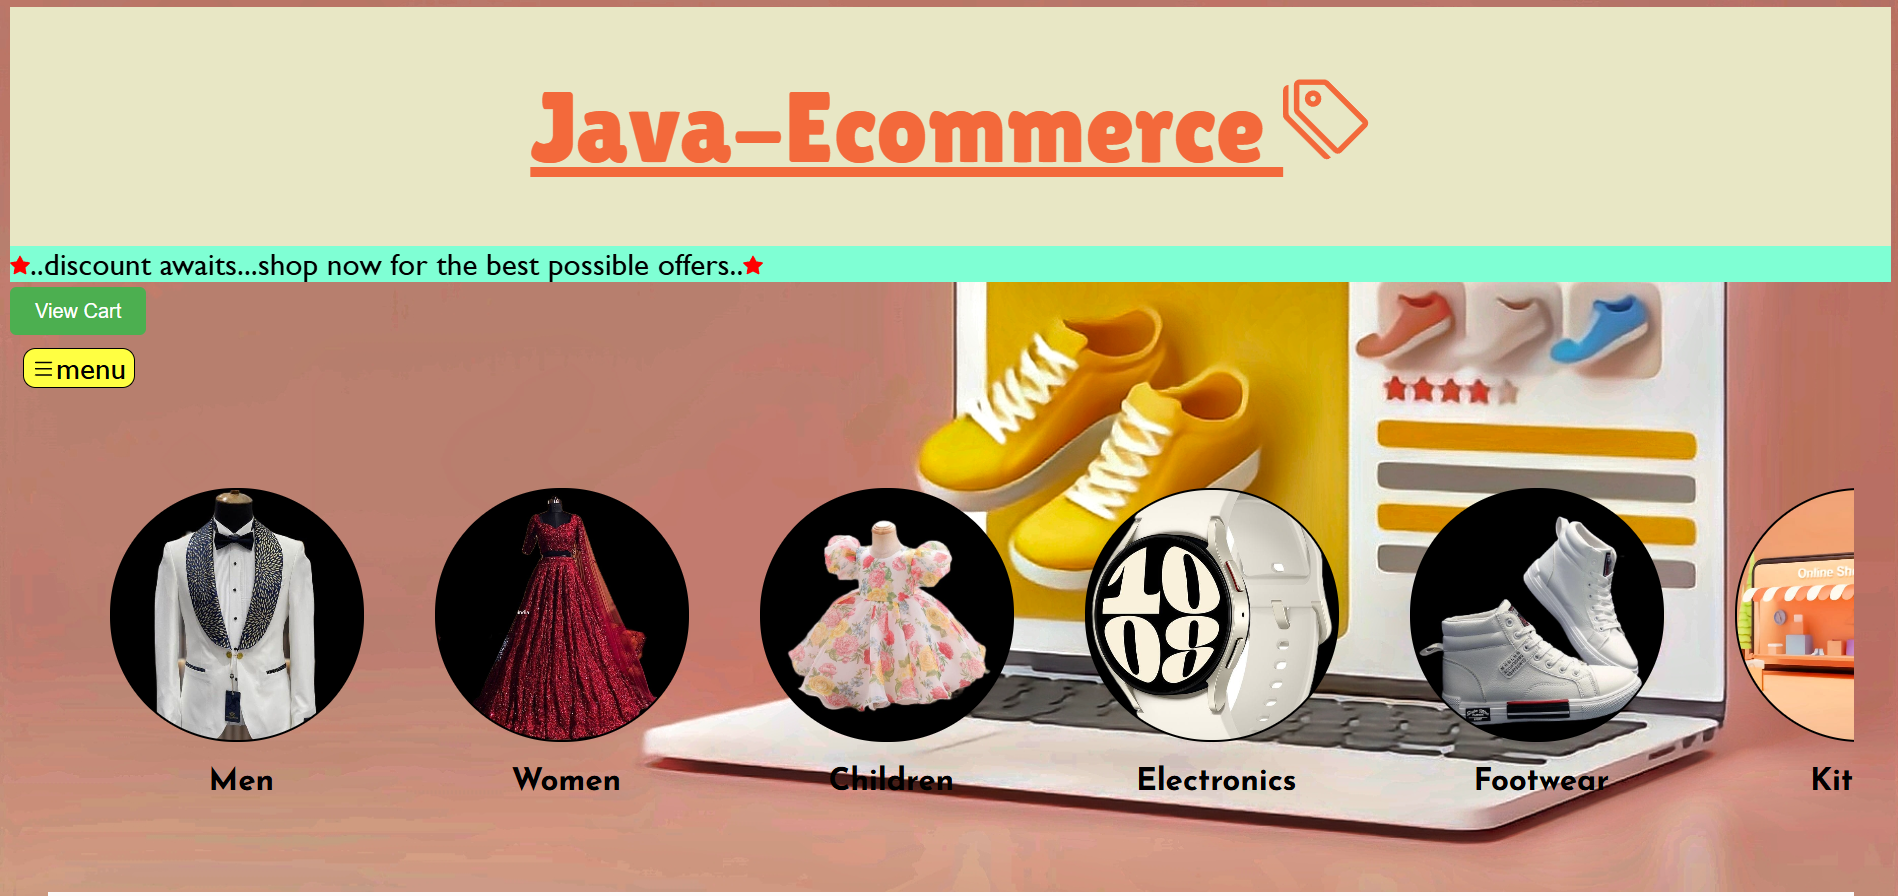 Java-Ecommerce
..discount awaits...shop now for the best possible offers..
View Cart
menu
10
08
Online Sh
Men
Women
Children
Electronics
Footwear
Kit